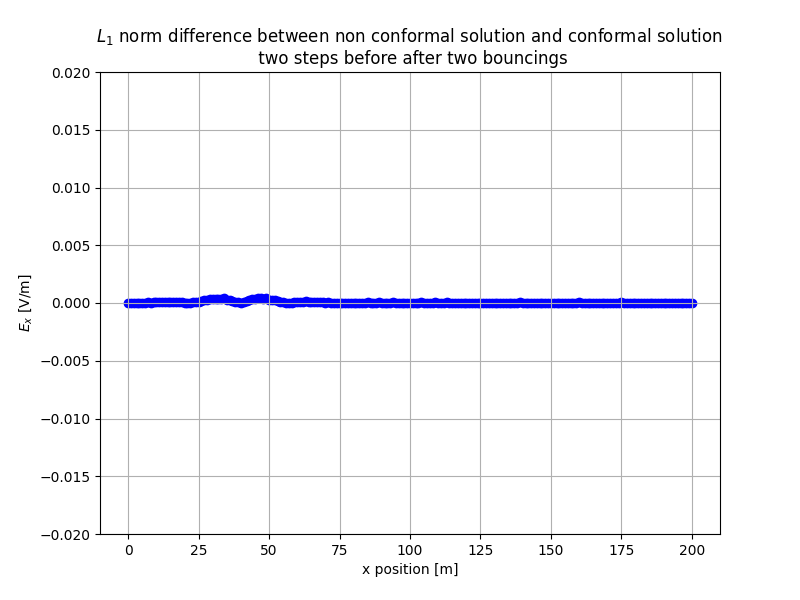 L₁ norm difference between non conformal solution and conformal solution
two steps before after two bouncings
0.020
0.015
0.010
0.005
0.000
−0.005
−0.010
−0.015
−0.020
Eₓ [V/m]
0 25 50 75 100 125 150 175 200
x position [m]